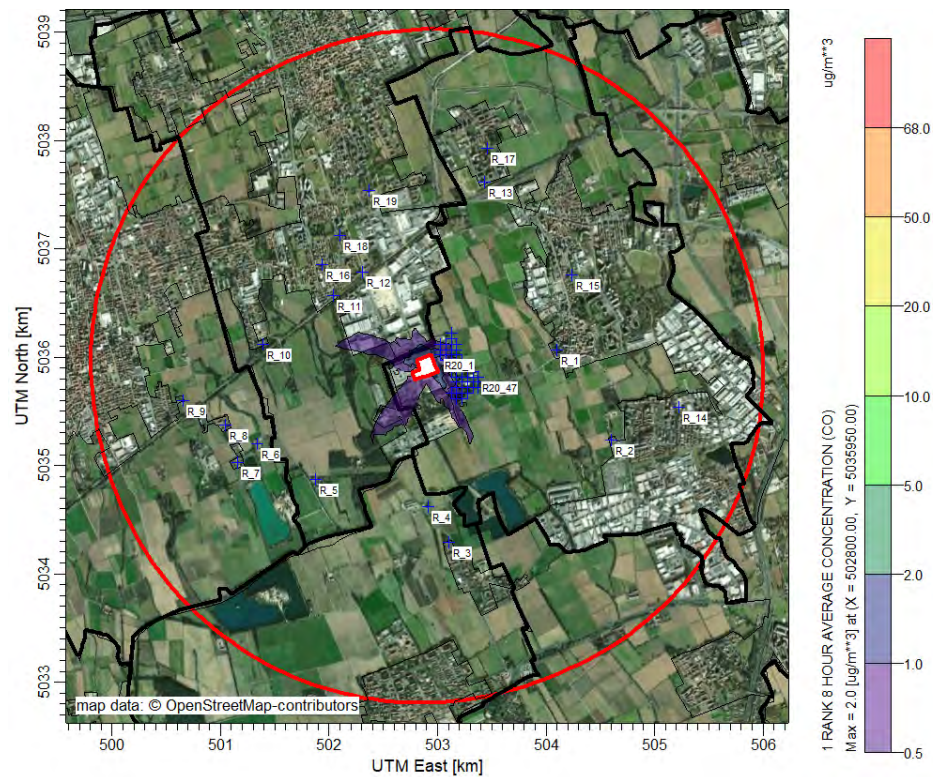 5039
5038
5037
5036
5035
5034
5033
UTM North [km]
R_17
R_13
R_19
R_18
R_16
R_12
R_15
R_11
R_10
R_1
R20_1
R20_47
R_9
R_14
R_8
R_2
R_6
R_7
R_5
R_4
R_3
map data: © OpenStreetMap-contributors
500 501 502 503 504 505 506
UTM East [km]
1 RANK 8 HOUR AVERAGE CONCENTRATION (CO)
Max = 2.0 [ug/m**3] at (X = 502800.00, Y = 5035950.00)
ug/m**3
68.0
50.0
20.0
10.0
5.0
2.0
1.0
0.5